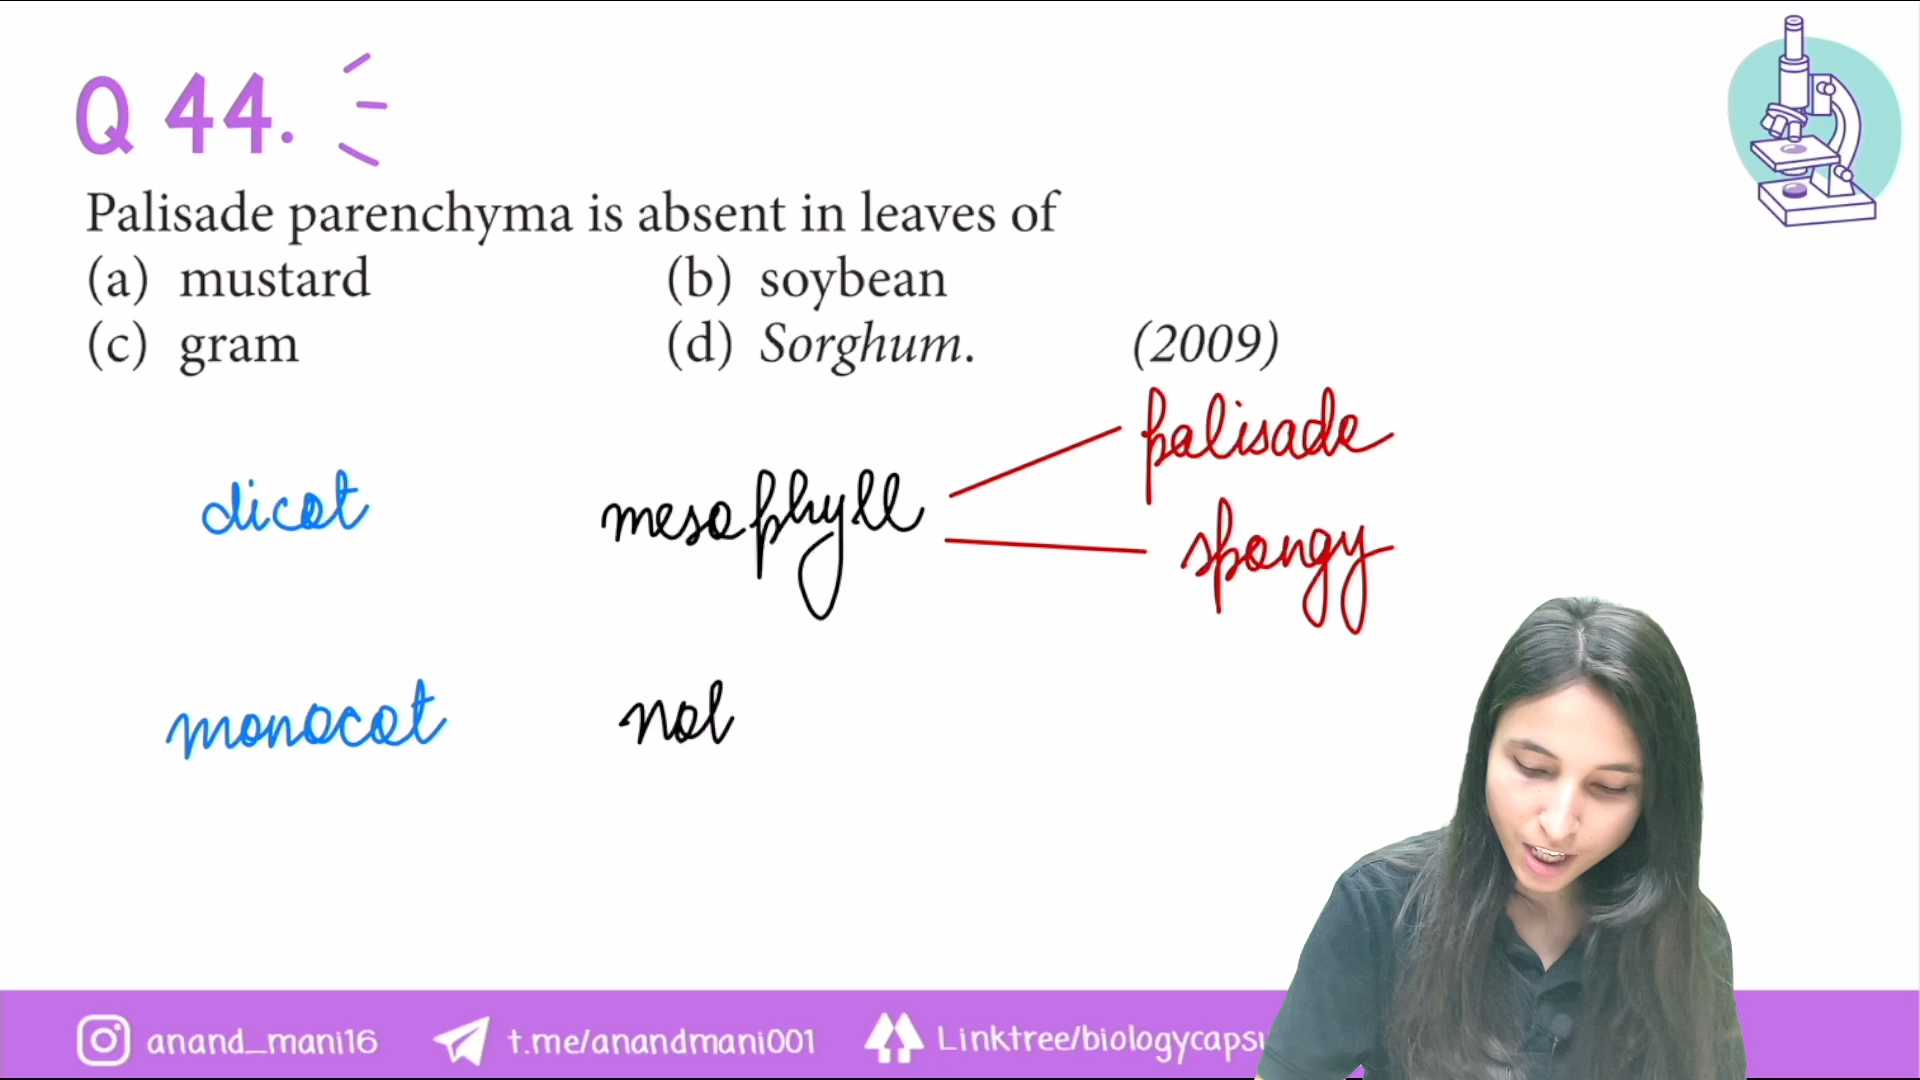 Q 44.
Palisade parenchyma is absent in leaves of
(a) mustard (b) soybean
(c) gram (d) Sorghum. (2009)
palisade
dicot mesophyll
spongy
monocot not
anand_mani16 t.me/anandmani001 Linktree/biologycapsu